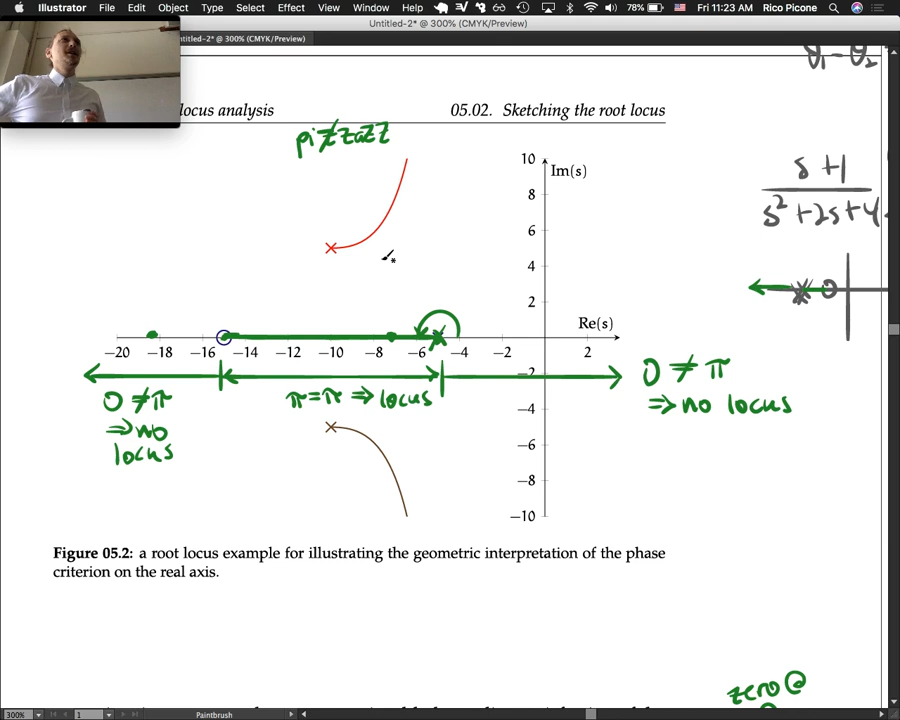 Illustrator File Edit Object Type Select Effect View Window Help 78% Fri 11:23 AM Rico Picone
Untitled-2* @ 300% (CMYK/Preview)
ntitled-2* @ 300% (CMYK/Preview)
locus analysis 05.02. Sketching the root locus
pizzazz
θ1 − θ2
10 Im(s)
8
6
4
2
s+1
s²+2s+4
Re(s)
−20 −18 −16 −14 −12 −10 −8 −6 −4 −2 2
−2
−4
−6
−8
−10
0 ≠ π
⇒ no
locus
π = π ⇒ locus
0 ≠ π
⇒ no locus
Figure 05.2: a root locus example for illustrating the geometric interpretation of the phase
criterion on the real axis.
zero @
300% 1 Paintbrush